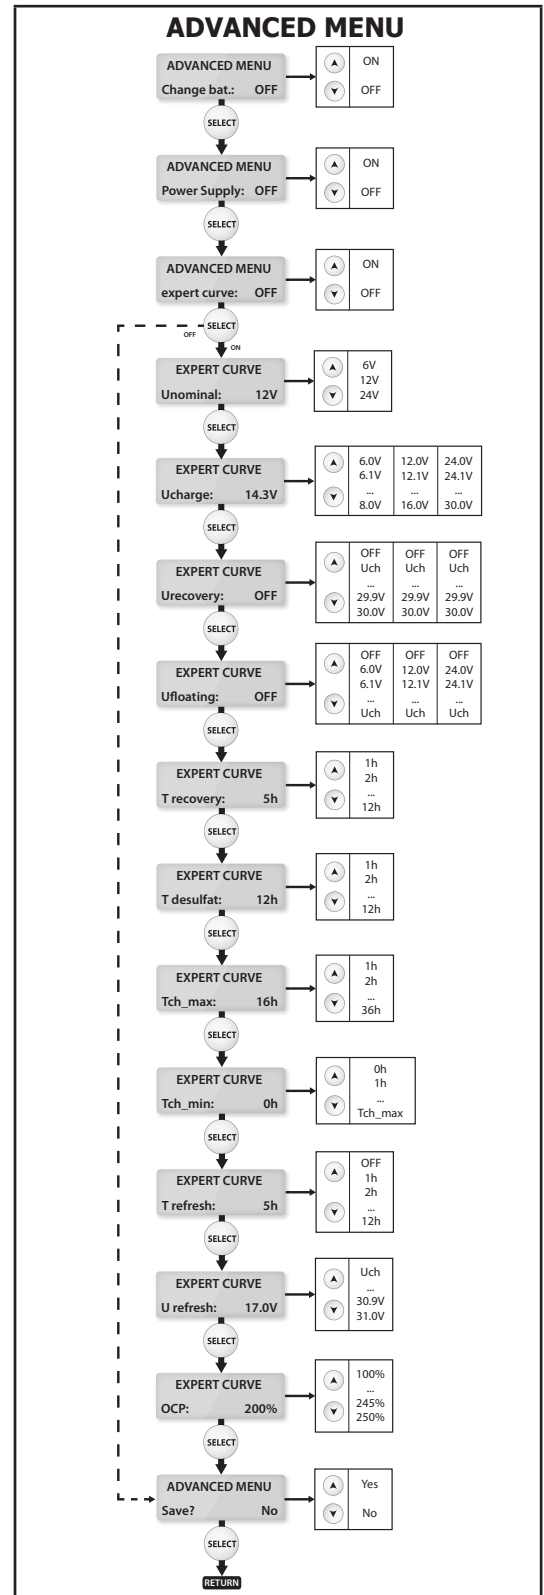 ADVANCED MENU
ADVANCED MENU
Change bat.: OFF
ON
OFF
SELECT
ADVANCED MENU
Power Supply: OFF
ON
OFF
SELECT
ADVANCED MENU
expert curve: OFF
ON
OFF
OFF
SELECT
ON
EXPERT CURVE
Unominal: 12V
6V
12V
24V
SELECT
EXPERT CURVE
Ucharge: 14.3V
6.0V 12.0V 24.0V
6.1V 12.1V 24.1V
... ... ...
8.0V 16.0V 30.0V
SELECT
EXPERT CURVE
Urecovery: OFF
OFF OFF OFF
Uch Uch Uch
... ... ...
29.9V 29.9V 29.9V
30.0V 30.0V 30.0V
SELECT
EXPERT CURVE
Ufloating: OFF
OFF OFF OFF
6.0V 12.0V 24.0V
6.1V 12.1V 24.1V
... ... ...
Uch Uch Uch
SELECT
EXPERT CURVE
T recovery: 5h
1h
2h
...
12h
SELECT
EXPERT CURVE
T desulfat: 12h
1h
2h
...
12h
SELECT
EXPERT CURVE
Tch_max: 16h
1h
2h
...
36h
SELECT
EXPERT CURVE
Tch_min: 0h
0h
1h
...
Tch_max
SELECT
EXPERT CURVE
T refresh: 5h
OFF
1h
2h
...
12h
SELECT
EXPERT CURVE
U refresh: 17.0V
Uch
...
30.9V
31.0V
SELECT
EXPERT CURVE
OCP: 200%
100%
...
245%
250%
SELECT
ADVANCED MENU
Save? No
Yes
No
SELECT
RETURN